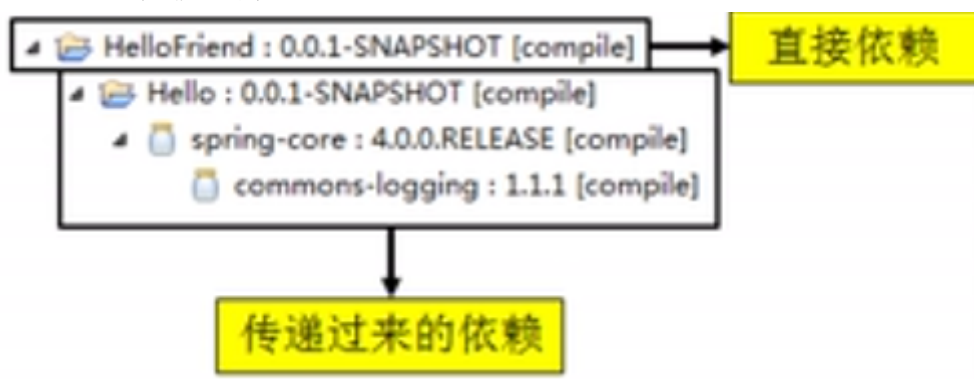 HelloFriend : 0.0.1-SNAPSHOT [compile]
直接依赖
Hello : 0.0.1-SNAPSHOT [compile]
spring-core : 4.0.0.RELEASE [compile]
commons-logging : 1.1.1 [compile]
传递过来的依赖